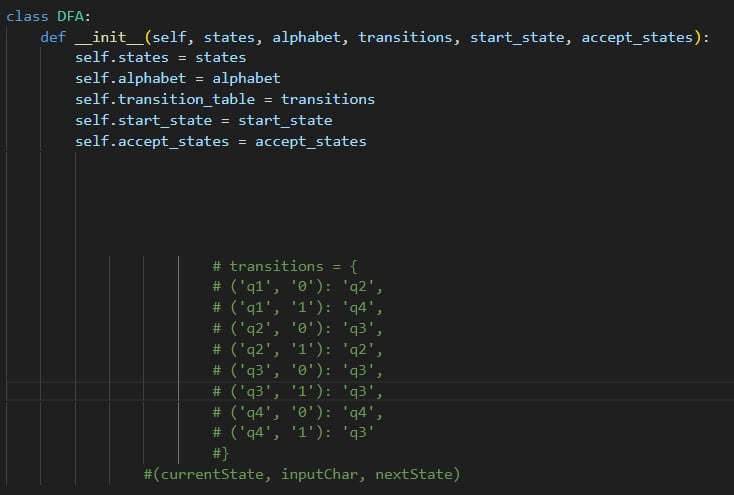 class DFA:
def __init__(self, states, alphabet, transitions, start_state, accept_states):
self.states = states
self.alphabet = alphabet
self.transition_table = transitions
self.start_state = start_state
self.accept_states = accept_states
# transitions = {
# ('q1', '0'): 'q2',
# ('q1', '1'): 'q4',
# ('q2', '0'): 'q3',
# ('q2', '1'): 'q2',
# ('q3', '0'): 'q3',
# ('q3', '1'): 'q3',
# ('q4', '0'): 'q4',
# ('q4', '1'): 'q3'
#}
#(currentState, inputChar, nextState)